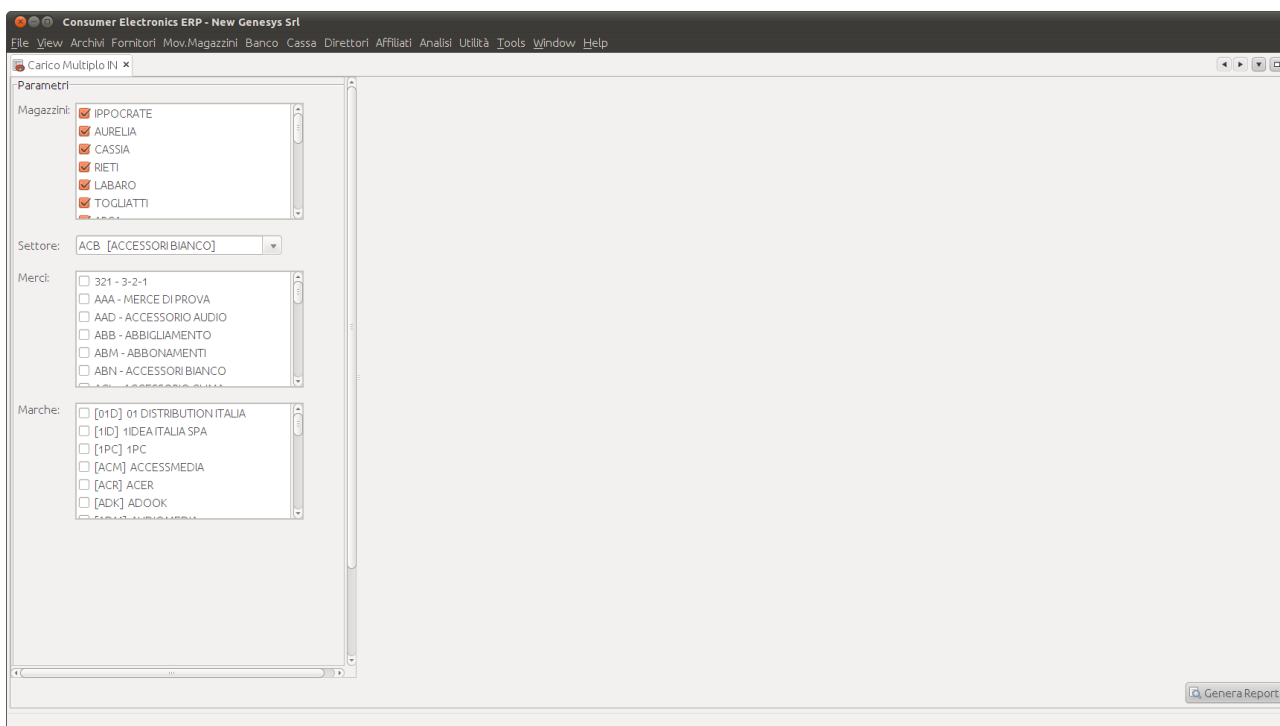 Consumer Electronics ERP - New Genesys Srl
File View Archivi Fornitori Mov.Magazzini Banco Cassa Direttori Affiliati Analisi Utilità Tools Window Help
Carico Multiplo IN
Parametri
Magazzini:
IPPOCRATE
AURELIA
CASSIA
RIETI
LABARO
TOGLIATTI
Settore: ACB [ACCESSORI BIANCO]
Merci:
321 - 3-2-1
AAA - MERCE DI PROVA
AAD - ACCESSORIO AUDIO
ABB - ABBIGLIAMENTO
ABM - ABBONAMENTI
ABN - ACCESSORI BIANCO
Marche:
[01D] 01 DISTRIBUTION ITALIA
[1ID] 1IDEA ITALIA SPA
[1PC] 1PC
[ACM] ACCESSMEDIA
[ACR] ACER
[ADK] ADOOK
Genera Report